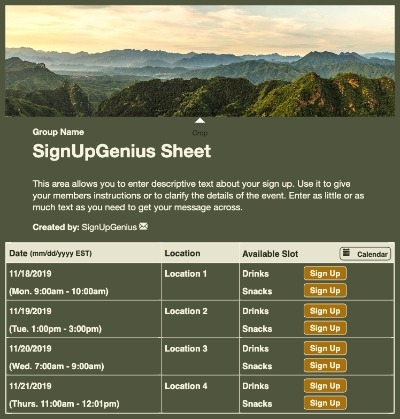 Crop
Group Name
SignUpGenius Sheet
This area allows you to enter descriptive text about your sign up. Use it to give
your members instructions or to clarify the details of the event. Enter as little or as
much text as you need to get your message across.
Created by: SignUpGenius
Date (mm/dd/yyyy EST) Location Available Slot Calendar
11/18/2019 Location 1 Drinks Sign Up
(Mon. 9:00am - 10:00am) Snacks Sign Up
11/19/2019 Location 2 Drinks Sign Up
(Tue. 1:00pm - 3:00pm) Snacks Sign Up
11/20/2019 Location 3 Drinks Sign Up
(Wed. 7:00am - 9:00am) Snacks Sign Up
11/21/2019 Location 4 Drinks Sign Up
(Thurs. 11:00am - 12:01pm) Snacks Sign Up